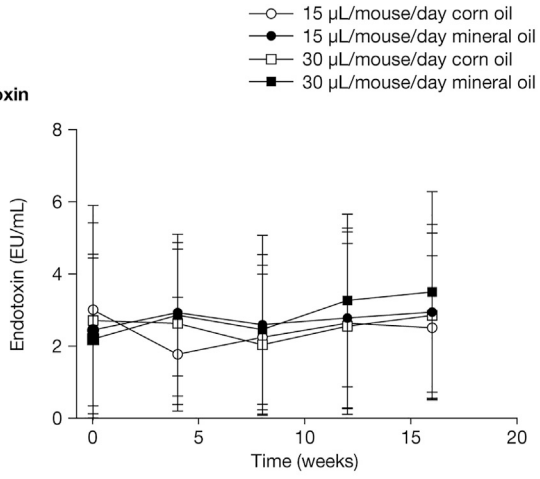 15 µL/mouse/day corn oil
15 µL/mouse/day mineral oil
30 µL/mouse/day corn oil
30 µL/mouse/day mineral oil
oxin
8
6
4
2
0
Endotoxin (EU/mL)
0 5 10 15 20
Time (weeks)